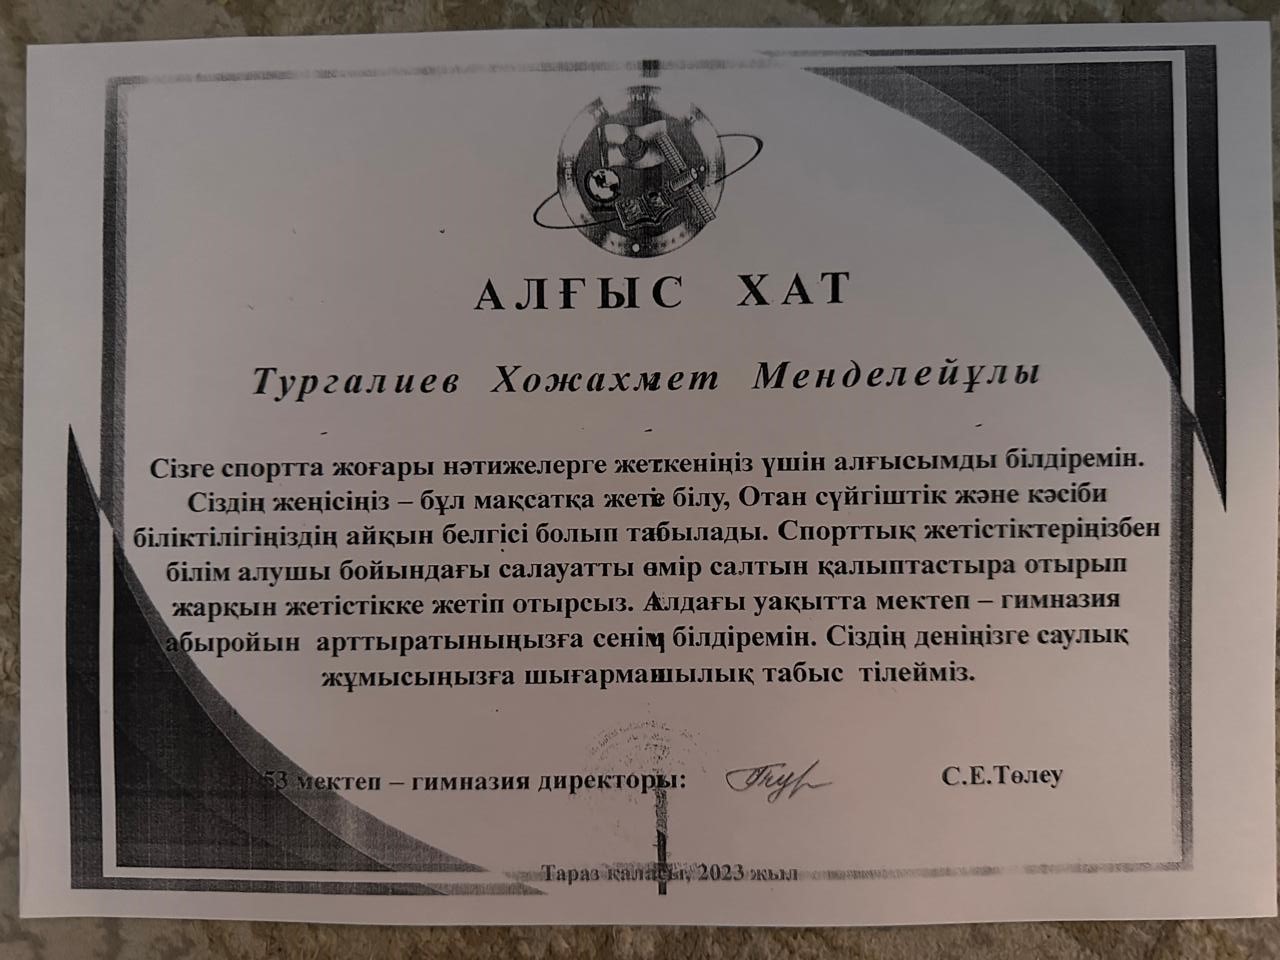 АЛҒЫС ХАТ
Тургалиев Хожахмет Менделейұлы
Сізге спортта жоғары нәтижелерге жеткеніңіз үшін алғысымды білдіремін.
Сіздің жеңісіңіз – бұл мақсатқа жете білу, Отан сүйгіштік және кәсіби
біліктілігіңіздің айқын белгісі болып табылады. Спорттық жетістіктеріңізбен
білім алушы бойындағы салауатты өмір салтын қалыптастыра отырып
жарқын жетістікке жетіп отырсыз. Алдағы уақытта мектеп – гимназия
абыройын арттыратыныңызға сенім білдіремін. Сіздің деніңізге саулық
жұмысыңызға шығармашылық табыс тілейміз.
53 мектеп – гимназия директоры: С.Е.Төлеу
Тараз қаласы, 2023 жыл